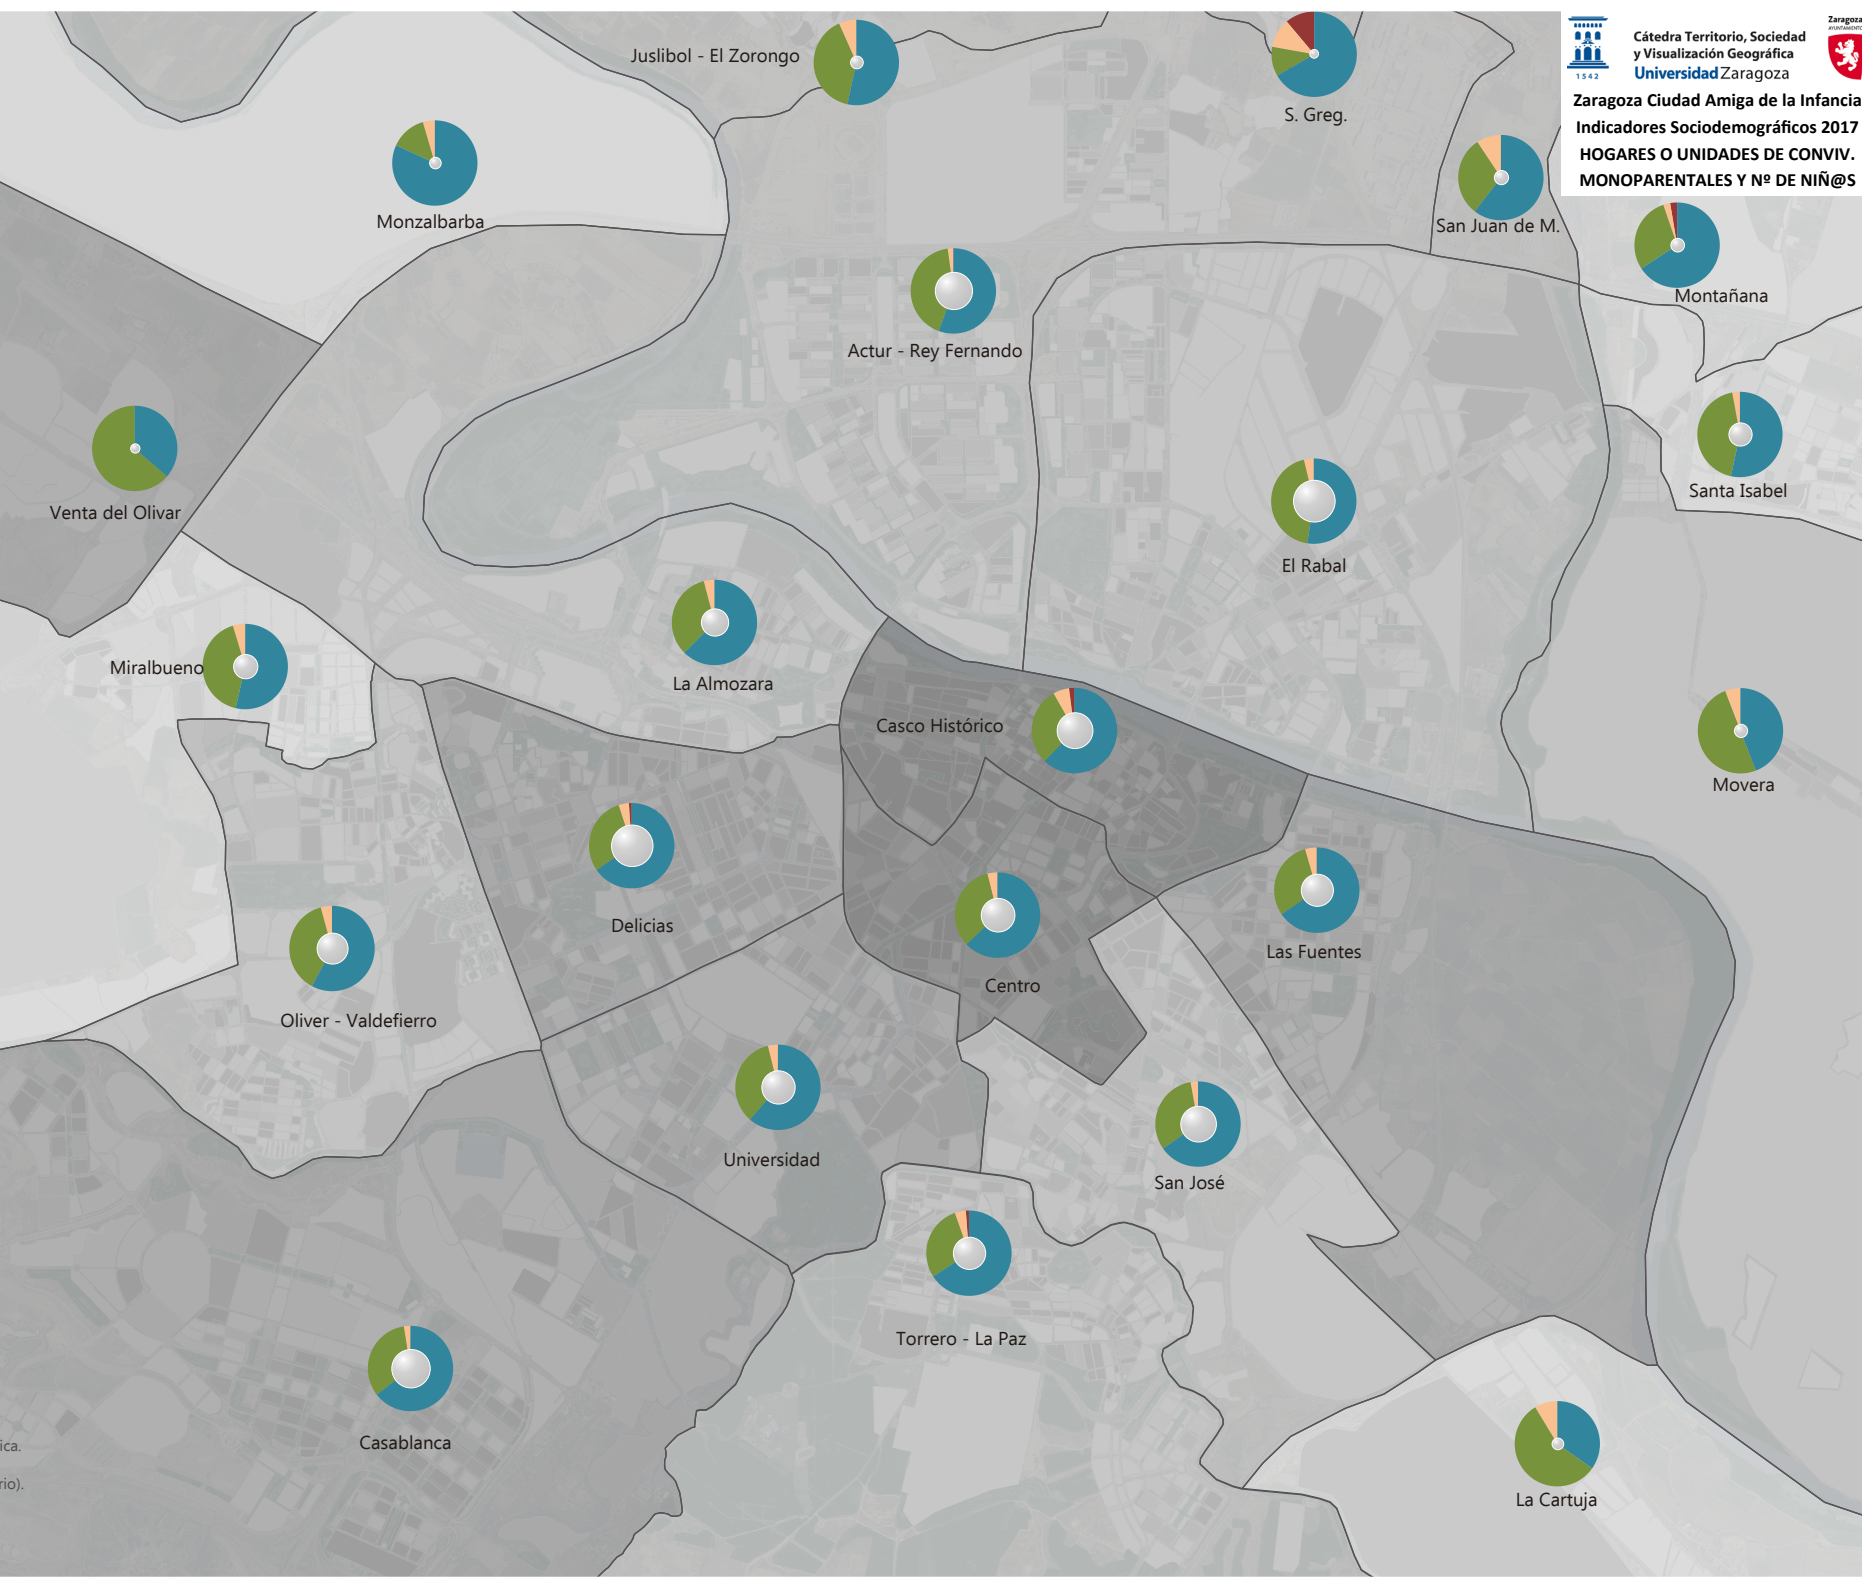 Zaragoza
AYUNTAMIENTO
Cátedra Territorio, Sociedad
y Visualización Geográfica
Universidad Zaragoza
1542
Zaragoza Ciudad Amiga de la Infancia
Indicadores Sociodemográficos 2017
HOGARES O UNIDADES DE CONVIV.
MONOPARENTALES Y Nº DE NIÑ@S
Juslibol - El Zorongo
S. Greg.
Monzalbarba
San Juan de M.
Montañana
Actur - Rey Fernando
Venta del Olivar
Santa Isabel
El Rabal
Miralbueno
La Almozara
Casco Histórico
Movera
Delicias
Las Fuentes
Centro
Oliver - Valdefierro
Universidad
San José
Torrero - La Paz
Casablanca
ica.
rio).
La Cartuja